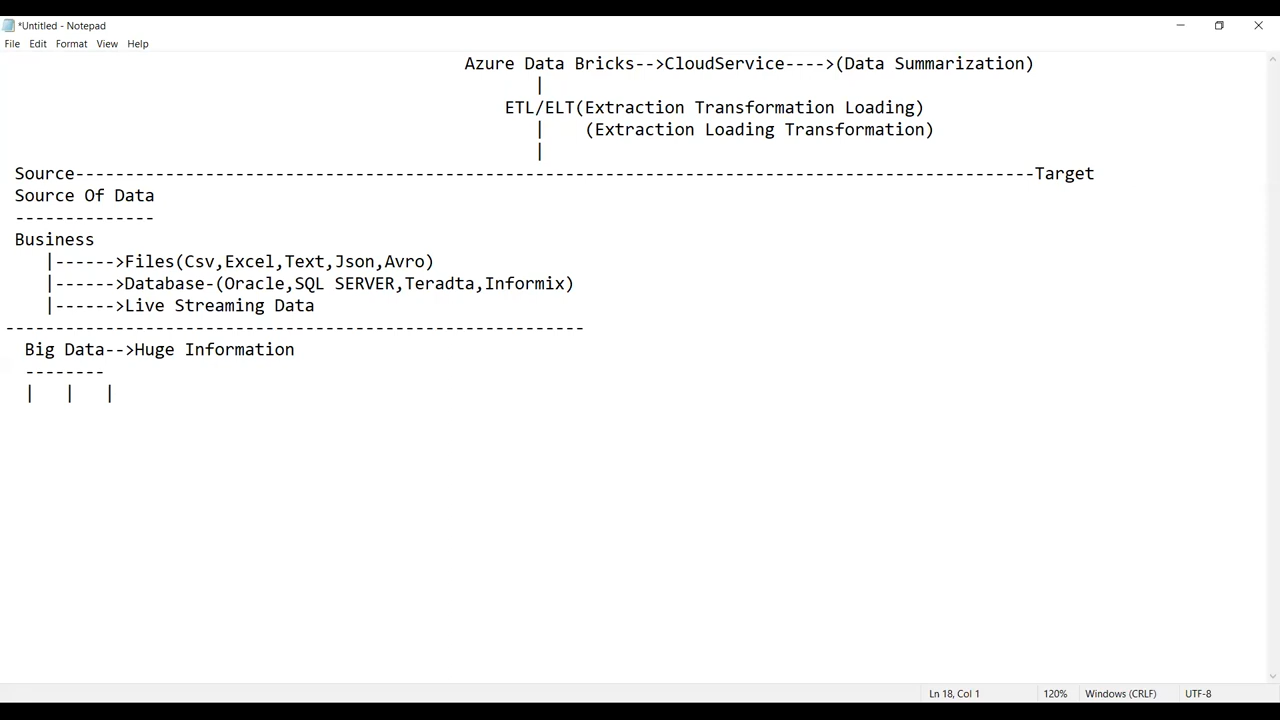 *Untitled - Notepad
File Edit Format View Help
Azure Data Bricks-->CloudService---->(Data Summarization)
|
ETL/ELT(Extraction Transformation Loading)
| (Extraction Loading Transformation)
|
Source------------------------------------------------------------------------------------------------Target
Source Of Data
--------------
Business
|------>Files(Csv,Excel,Text,Json,Avro)
|------>Database-(Oracle,SQL SERVER,Teradta,Informix)
|------>Live Streaming Data
----------------------------------------------------------
Big Data-->Huge Information
--------
| | |
Ln 18, Col 1 120% Windows (CRLF) UTF-8